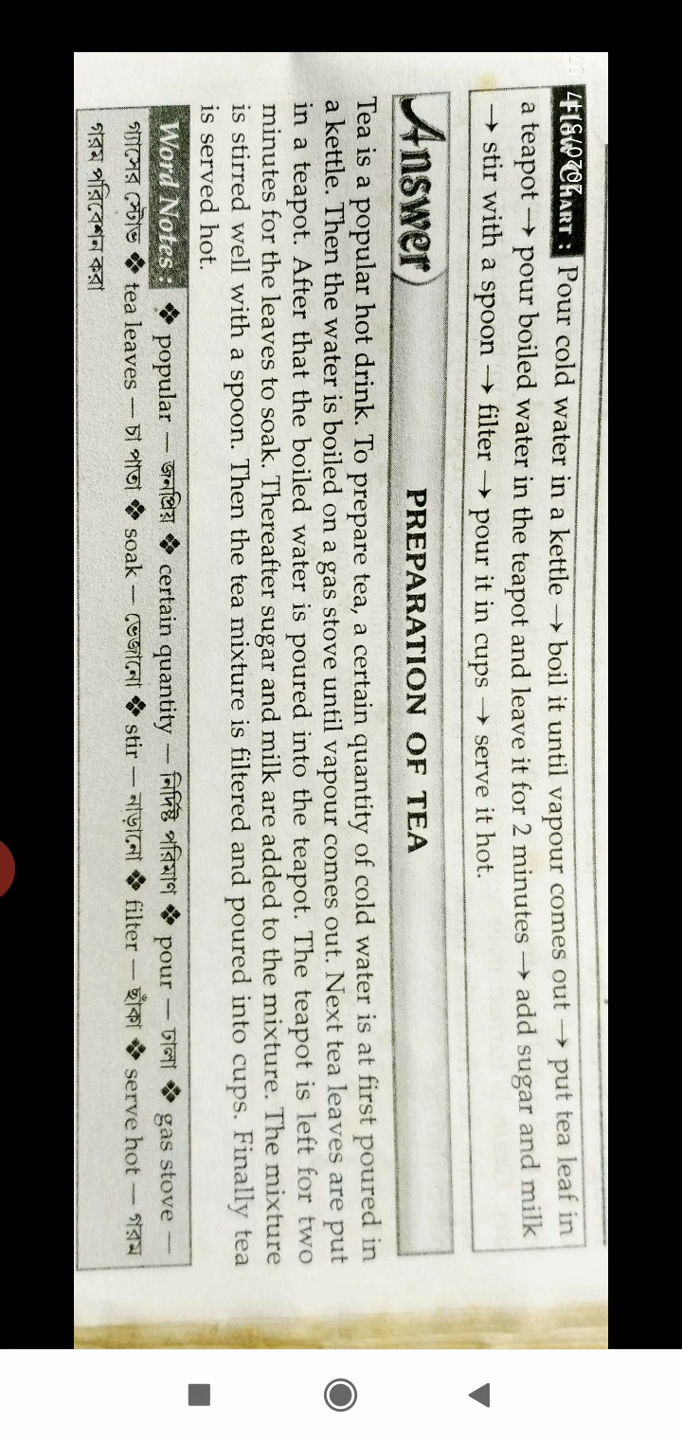 FLOW CHART : Pour cold water in a kettle → boil it until vapour comes out → put tea leaf in
a teapot → pour boiled water in the teapot and leave it for 2 minutes → add sugar and milk
→ stir with a spoon → filter → pour it in cups → serve it hot.
Answer
PREPARATION OF TEA
Tea is a popular hot drink. To prepare tea, a certain quantity of cold water is at first poured in
a kettle. Then the water is boiled on a gas stove until vapour comes out. Next tea leaves are put
in a teapot. After that the boiled water is poured into the teapot. The teapot is left for two
minutes for the leaves to soak. Thereafter sugar and milk are added to the mixture. The mixture
is stirred well with a spoon. Then the tea mixture is filtered and poured into cups. Finally tea
is served hot.
Word Notes : ❖ popular — জনপ্রিয় ❖ certain quantity — নির্দিষ্ট পরিমাণ ❖ pour — ঢালা ❖ gas stove —
গ্যাসের স্টোভ ❖ tea leaves — চা পাতা ❖ soak — ভেজানো ❖ stir — নাড়ানো ❖ filter — ছাঁকা ❖ serve hot — গরম
গরম পরিবেশন করা